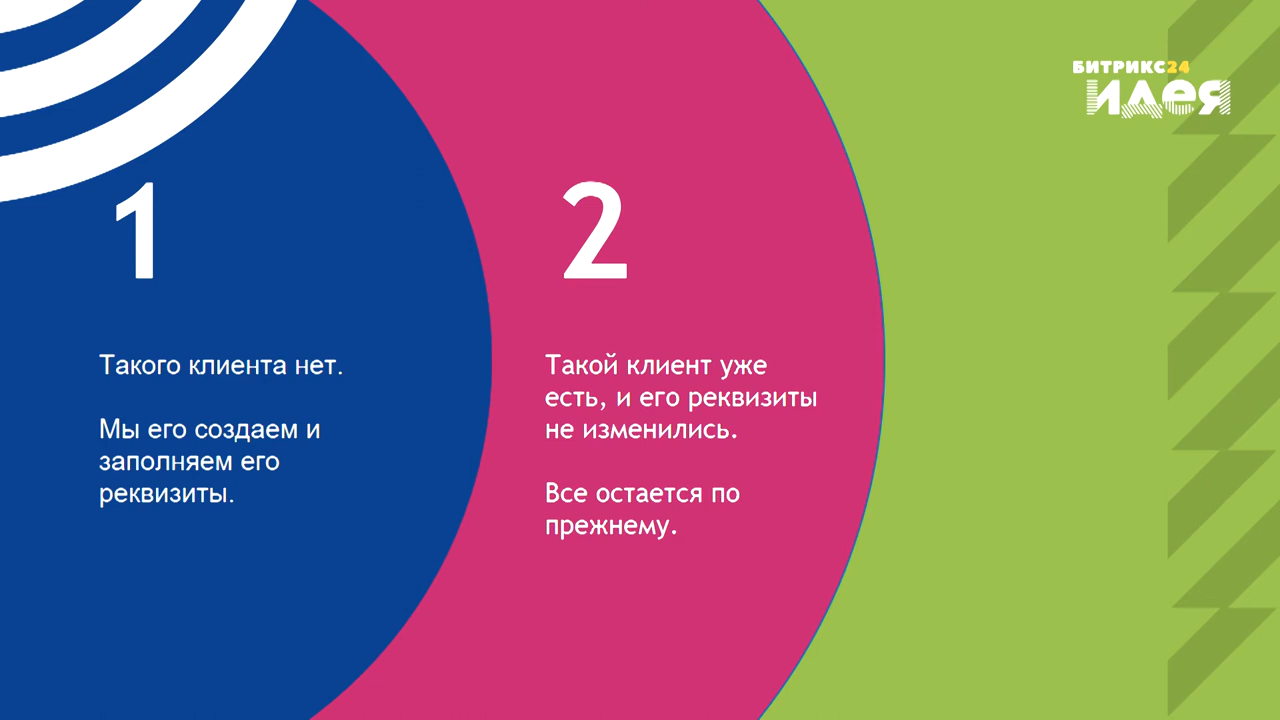 БИТРИКС24
идея
1
Такого клиента нет.
Мы его создаем и
заполняем его
реквизиты.
2
Такой клиент уже
есть, и его реквизиты
не изменились.
Все остается по
прежнему.